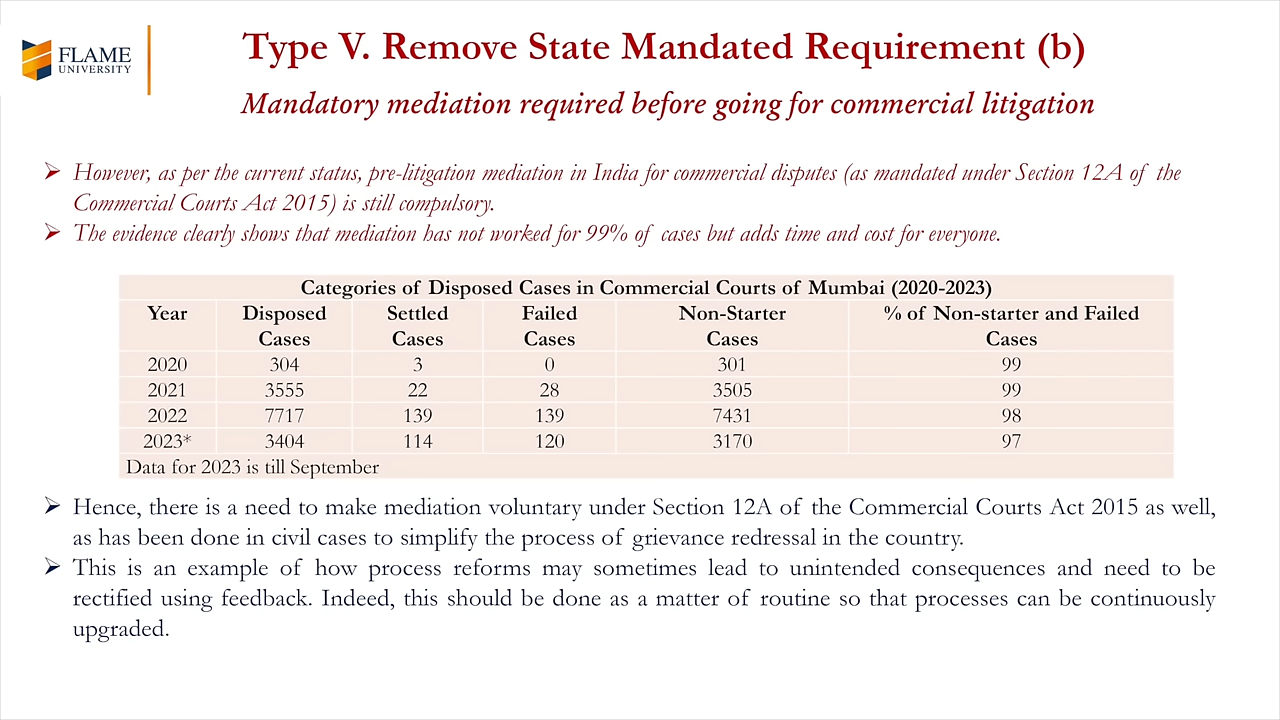 FLAME
UNIVERSITY
Type V. Remove State Mandated Requirement (b)
Mandatory mediation required before going for commercial litigation
However, as per the current status, pre-litigation mediation in India for commercial disputes (as mandated under Section 12A of the
Commercial Courts Act 2015) is still compulsory.
The evidence clearly shows that mediation has not worked for 99% of cases but adds time and cost for everyone.
Categories of Disposed Cases in Commercial Courts of Mumbai (2020-2023)
Year Disposed Cases Settled Cases Failed Cases Non-Starter Cases % of Non-starter and Failed Cases
2020 304 3 0 301 99
2021 3555 22 28 3505 99
2022 7717 139 139 7431 98
2023* 3404 114 120 3170 97
Data for 2023 is till September
Hence, there is a need to make mediation voluntary under Section 12A of the Commercial Courts Act 2015 as well,
as has been done in civil cases to simplify the process of grievance redressal in the country.
This is an example of how process reforms may sometimes lead to unintended consequences and need to be
rectified using feedback. Indeed, this should be done as a matter of routine so that processes can be continuously
upgraded.